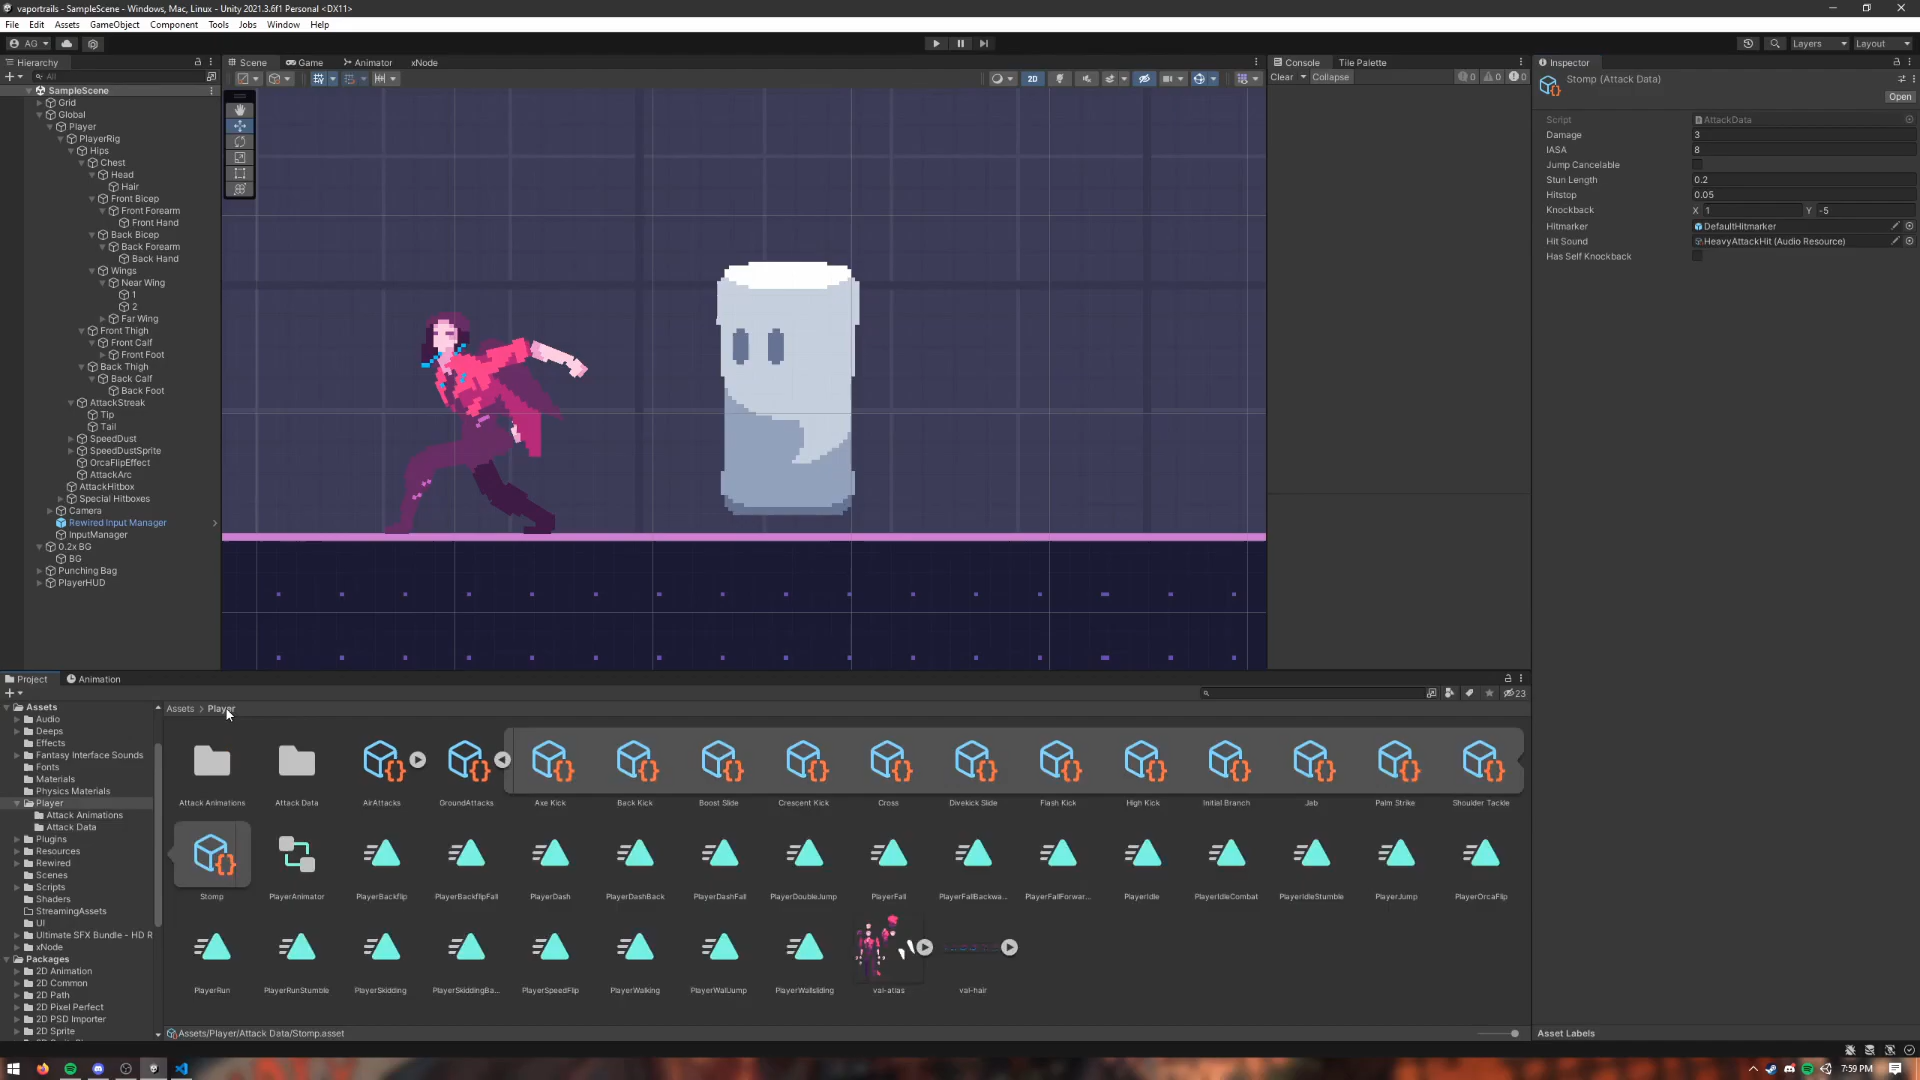 vaportrails - SampleScene - Windows, Mac, Linux - Unity 2021.3.6f1 Personal <DX11>
File Edit Assets GameObject Component Tools Jobs Window Help
AG
Layers Layout
Hierarchy
All
SampleScene
Grid
Global
Player
PlayerRig
Hips
Chest
Head
Hair
Front Bicep
Front Forearm
Front Hand
Back Bicep
Back Forearm
Back Hand
Wings
Near Wing
1
2
Far Wing
Front Thigh
Front Calf
Front Foot
Back Thigh
Back Calf
Back Foot
AttackStreak
Tip
Tail
SpeedDust
SpeedDustSprite
OrcaFlipEffect
AttackArc
AttackHitbox
Special Hitboxes
Camera
Rewired Input Manager
InputManager
0.2x BG
BG
Punching Bag
PlayerHUD
Scene Game Animator xNode
2D
Console Tile Palette
Clear Collapse 0 0 0
Inspector
Stomp (Attack Data)
Open
Script AttackData
Damage 3
IASA 8
Jump Cancelable
Stun Length 0.2
Hitstop 0.05
Knockback X 1 Y -5
Hitmarker DefaultHitmarker
Hit Sound HeavyAttackHit (Audio Resource)
Has Self Knockback
Asset Labels
Project Animation
23
Assets
Audio
Deeps
Effects
Fantasy Interface Sounds
Fonts
Materials
Physics Materials
Player
Attack Animations
Attack Data
Plugins
Resources
Rewired
Scenes
Scripts
Shaders
StreamingAssets
UI
Ultimate SFX Bundle - HD R
xNode
Packages
2D Animation
2D Common
2D Path
2D Pixel Perfect
2D PSD Importer
2D Sprite
Assets > Player
Attack Animations Attack Data AirAttacks GroundAttacks Axe Kick Back Kick Boost Slide Crescent Kick Cross Divekick Slide Flash Kick High Kick Initial Branch Jab Palm Strike Shoulder Tackle
Stomp PlayerAnimator PlayerBackflip PlayerBackflipFall PlayerDash PlayerDashBack PlayerDashFall PlayerDoubleJump PlayerFall PlayerFallBackwa... PlayerFallForwar... PlayerIdle PlayerIdleCombat PlayerIdleStumble PlayerJump PlayerOrcaFlip
PlayerRun PlayerRunStumble PlayerSkidding PlayerSkiddingBa... PlayerSpeedFlip PlayerWalking PlayerWallJump PlayerWallsliding val-atlas val-hair
Assets/Player/Attack Data/Stomp.asset
7:59 PM